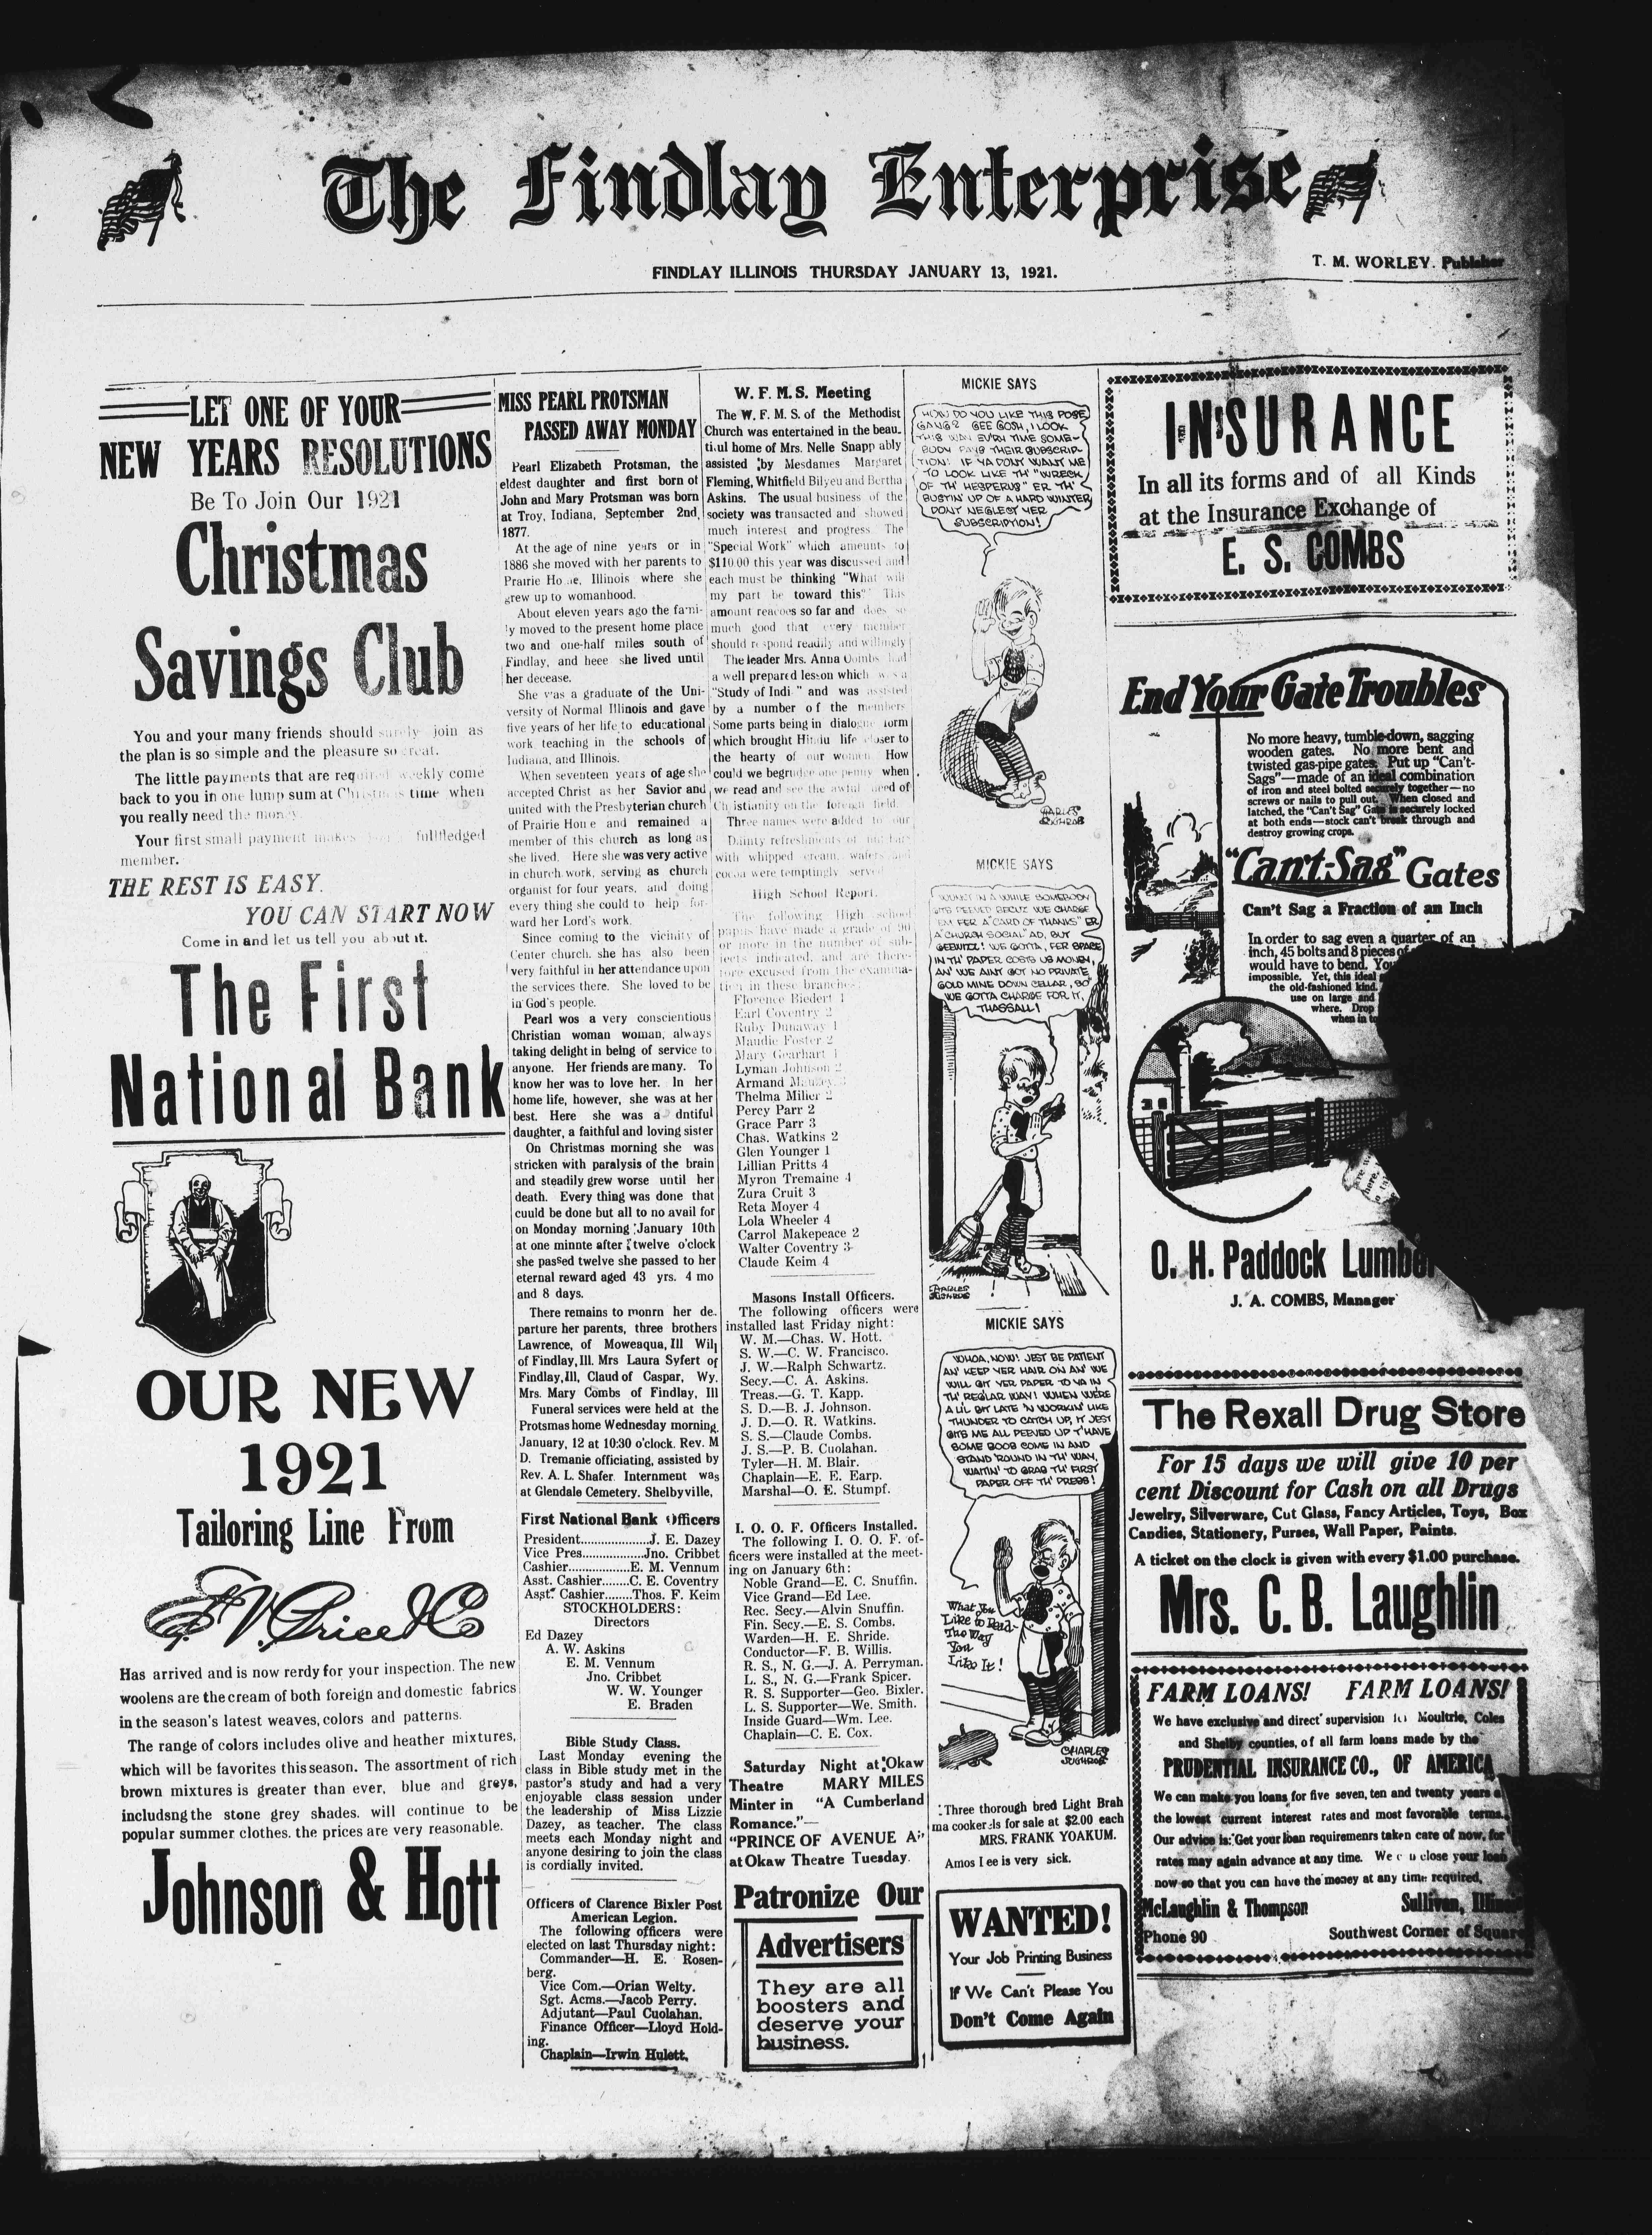 The Findlay Enterprise
T. M. WORLEY. Publisher
FINDLAY ILLINOIS THURSDAY JANUARY 13, 1921.
LET ONE OF YOUR
NEW YEARS RESOLUTIONS
Be To Join Our 1921
Christmas
Savings Club
You and your many friends should surely join as
the plan is so simple and the pleasure so great.
The little payments that are required weekly come
back to you in one lump sum at Christmas time when
you really need the money
Your first small payment makes fullfledged
member.
THE REST IS EASY.
YOU CAN START NOW
Come in and let us tell you about it.
The First
National Bank
OUR NEW
1921
Tailoring Line From
E. V. Price & Co
Has arrived and is now rerdy for your inspection. The new
woolens are the cream of both foreign and domestic fabrics
in the season's latest weaves, colors and patterns.
The range of colors includes olive and heather mixtures,
which will be favorites this season. The assortment of rich
brown mixtures is greater than ever, blue and greys,
includsng the stone grey shades. will continue to be
popular summer clothes. the prices are very reasonable.
Johnson & Hott
MISS PEARL PROTSMAN
PASSED AWAY MONDAY
Pearl Elizabeth Protsman, the
eldest daughter and first born of
John and Mary Protsman was born
at Troy, Indiana, September 2nd,
1877.
At the age of nine years or in
1886 she moved with her parents to
Prairie Ho e, Illinois where she
grew up to womanhood.
About eleven years ago the fami-
ly moved to the present home place
two and one-half miles south of
Findlay, and heee she lived until
her decease.
She was a graduate of the Uni-
versity of Normal Illinois and gave
five years of her life to educational
work teaching in the schools of
Indiana, and Illinois.
When seventeen years of age she
accepted Christ as her Savior and
united with the Presbyterian church
of Prairie Home and remained a
member of this church as long as
she lived. Here she was very active
in church work, serving as church
organist for four years, and doing
every thing she could to help for-
ward her Lord's work.
Since coming to the vicinity of
Center church, she has also been
very faithful in her attendance upon
the services there. She loved to be
in God's people.
Pearl wos a very conscientious
Christian woman woman, always
taking delight in being of service to
anyone. Her friends are many. To
know her was to love her. In her
home life, however, she was at her
best. Here she was a dntiful
daughter, a faithful and loving sister
On Christmas morning she was
stricken with paralysis of the brain
and steadily grew worse until her
death. Every thing was done that
cuuld be done but all to no avail for
on Monday morning January 10th
at one minnte after twelve o'clock
she passed twelve she passed to her
eternal reward aged 43 yrs. 4 mo
and 8 days.
There remains to monrn her de.
parture her parents, three brothers
Lawrence, of Moweaqua, Ill Will
of Findlay, Ill. Mrs Laura Syfert of
Findlay, Ill, Claud of Caspar, Wy.
Mrs. Mary Combs of Findlay, Ill
Funeral services were held at the
Protsmas home Wednesday morning,
January, 12 at 10:30 o'clock. Rev. M
D. Tremanie officiating, assisted by
Rev. A. L. Shafer. Internment was
at Glendale Cemetery. Shelbyville,
First National Bank Officers
President....................J. E. Dazey
Vice Pres..................Jno. Cribbet
Cashier..................E. M. Vennum
Asst. Cashier........C. E. Coventry
Asst. Cashier........Thos. F. Keim
STOCKHOLDERS:
Directors
Ed Dazey
A. W. Askins
E. M. Vennum
Jno. Cribbet
W. W. Younger
E. Braden
Bible Study Class.
Last Monday evening the
class in Bible study met in the
pastor's study and had a very
enjoyable class session under
the leadership of Miss Lizzie
Dazey, as teacher. The class
meets each Monday night and
anyone desiring to join the class
is cordially invited.
Officers of Clarence Bixler Post
American Legion.
The following officers were
elected on last Thursday night:
Commander—H. E. Rosen-
berg.
Vice Com.—Orian Welty.
Sgt. Acms.—Jacob Perry.
Adjutant—Paul Cuolahan.
Finance Officer—Lloyd Hold-
ing.
Chaplain—Irwin Hulett.
W. F. M. S. Meeting
The W. F. M. S. of the Methodist
Church was entertained in the beau.
tiful home of Mrs. Nelle Snapp ably
assisted by Mesdames Margaret
Fleming, Whitfield Bilyeu and Bertha
Askins. The usual business of the
society was transacted and showed
much interest and progress. The
"Special Work" which amounts to
$110.00 this year was discussed and
each must be thinking "What will
my part be toward this" This
amount reacoes so far and does so
much good that every member
should respond readily and willingly
The leader Mrs. Anna Combs had
a well prepared lesson which was a
"Study of Indi " and was assisted
by a number of the members
Some parts being in dialogue form
which brought Hindu life closer to
the hearty of our women. How
could we begrudge one penny when
we read and see the awful need of
Christianity on the foreign field.
Three names were added to our
Dainty refreshments of
with whipped cream, wafers and
cocoa were temptingly served
High School Report.
The following High school
pupils have made a grade of 90
or more in the number of sub-
jects indicated, and are there-
fore excused from the examina-
tion in these branches.
Florence Biedert 1
Earl Coventry 2
Ruby Dunaway 1
Maudie Foster 2
Mary Gearhart 1
Lyman Johnson 2
Armand Mauzey 3
Thelma Miller 2
Percy Parr 2
Grace Parr 3
Chas. Watkins 2
Glen Younger 1
Lillian Pritts 4
Myron Tremaine 4
Zura Cruit 3
Reta Moyer 4
Lola Wheeler 4
Carrol Makepeace 2
Walter Coventry 3
Claude Keim 4
Masons Install Officers.
The following officers were
installed last Friday night:
W. M.—Chas. W. Hott.
S. W.—C. W. Francisco.
J. W.—Ralph Schwartz.
Secy.—C. A. Askins.
Treas.—G. T. Kapp.
S. D.—B. J. Johnson.
J. D.—O. R. Watkins.
S. S.—Claude Combs.
J. S.—P. B. Cuolahan.
Tyler—H. M. Blair.
Chaplain—E. E. Earp.
Marshal—O. E. Stumpf.
I. O. O. F. Officers Installed.
The following I. O. O. F. of-
ficers were installed at the meet-
ing on January 6th:
Noble Grand—E. C. Snuffin.
Vice Grand—Ed Lee.
Rec. Secy.—Alvin Snuffin.
Fin. Secy.—E. S. Combs.
Warden—H. E. Shride.
Conductor—F. B. Willis.
R. S., N. G.—J. A. Perryman.
L. S., N. G.—Frank Spicer.
R. S. Supporter—Geo. Bixler.
L. S. Supporter—We. Smith.
Inside Guard—Wm. Lee.
Chaplain—C. E. Cox.
Saturday Night at Okaw
Theatre MARY MILES
Minter in "A Cumberland
Romance."—
"PRINCE OF AVENUE A"
at Okaw Theatre Tuesday.
Patronize Our
Advertisers
They are all
boosters and
deserve your
business.
MICKIE SAYS
HOW DO YOU LIKE THIS POSE
GANG? GEE GOSH, I LOOK
THIS WAY EV'RY TIME SOME-
BODY PAYS THEIR SUBSCRIP-
TION! IF YA DONT WANT ME
TO LOOK LIKE TH' "WRECK
OF TH' HESPERUS" ER TH'
BUSTIN' UP OF A HARD WINTER
DONT NEGLECT YER
SUBSCRIPTION!
CHARLES
SUGHROE
MICKIE SAYS
WUNST IN A WHILE SOMEBODY
GITS PEEVED BECUZ WE CHARGE
EM FER A "CARD OF THANKS" ER
A "CHURCH SOCIAL" AD, BUT
GEEWITZ! WE GOTTA, FER SPACE
IN TH' PAPER COSTS US MONEY,
AN' WE AINT GOT NO PRIVATE
GOLD MINE DOWN CELLAR, SO
WE GOTTA CHARGE FOR IT,
THASSALL!
CHARLES
SUGHROE
MICKIE SAYS
WHOA, NOW! JEST BE PATIENT
AN' KEEP YER HAIR ON AN' WE
WILL GIT YER PAPER TO YA IN
TH' REG'LAR WAY! WHEN WE'RE
A LIL BIT LATE 'N WORKIN' LIKE
THUNDER TO CATCH UP, IT JEST
GITS ME ALL PEEVED UP T'HAVE
SOME BOOB COME IN AND
STAND 'ROUND IN TH' WAY,
WAITIN' TO GRAB TH' FIRST
PAPER OFF TH' PRESS!
What You
Like to Read-
The Way
You
Like It!
CHARLES
SUGHROE
Three thorough bred Light Brah
ma cookerels for sale at $2.00 each
MRS. FRANK YOAKUM.
Amos Lee is very sick.
WANTED!
Your Job Printing Business
If We Can't Please You
Don't Come Again
INSURANCE
In all its forms and of all Kinds
at the Insurance Exchange of
E. S. COMBS
End Your Gate Troubles
No more heavy, tumble-down, sagging
wooden gates. No more bent and
twisted gas-pipe gates. Put up "Can't-
Sags"—made of an ideal combination
of iron and steel bolted securely together—no
screws or nails to pull out. When closed and
latched, the "Can't Sag" Gate is securely locked
at both ends—stock can't break through and
destroy growing crops.
"Can't-Sag" Gates
Can't Sag a Fraction of an Inch
In order to sag even a quarter of an
inch, 45 bolts and 8 pieces of
would have to bend. You
impossible. Yet, this ideal
the old-fashioned kind.
use on large and
where. Drop
when in
O. H. Paddock Lumber
J. A. COMBS, Manager
The Rexall Drug Store
For 15 days we will give 10 per
cent Discount for Cash on all Drugs
Jewelry, Silverware, Cut Glass, Fancy Articles, Toys, Box
Candies, Stationery, Purses, Wall Paper, Paints.
A ticket on the clock is given with every $1.00 purchase.
Mrs. C. B. Laughlin
FARM LOANS! FARM LOANS!
We have exclusive and direct supervision in Moultrie, Coles
and Shelby counties, of all farm loans made by the
PRUDENTIAL INSURANCE CO., OF AMERICA
We can make you loans for five seven, ten and twenty years a
the lowest current interest rates and most favorable terms.
Our advice is: Get your loan requiremenrs taken care of now, for
rates may again advance at any time. We c u close your loan
now so that you can have the money at any time required,
McLaughlin & Thompson Sullivan, Illinois
Phone 90 Southwest Corner of Square